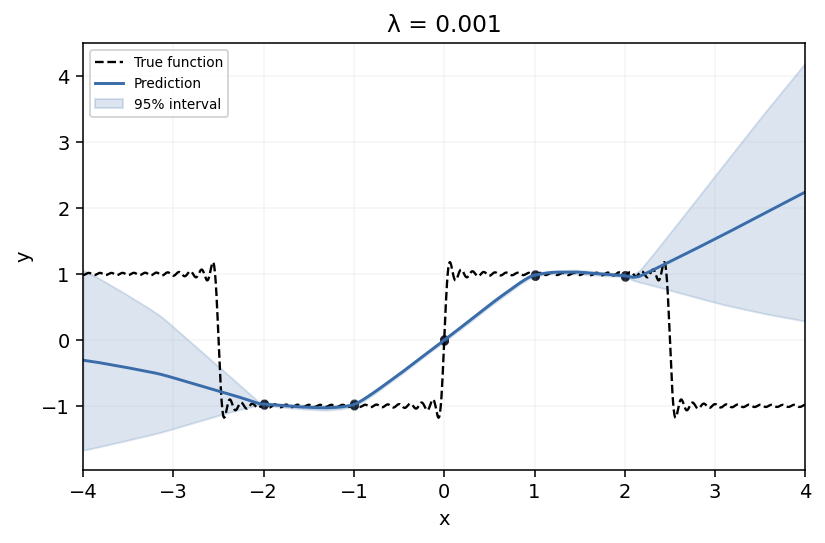 λ = 0.001
True function
Prediction
95% interval
y
4
3
2
1
0
−1
−4 −3 −2 −1 0 1 2 3 4
x